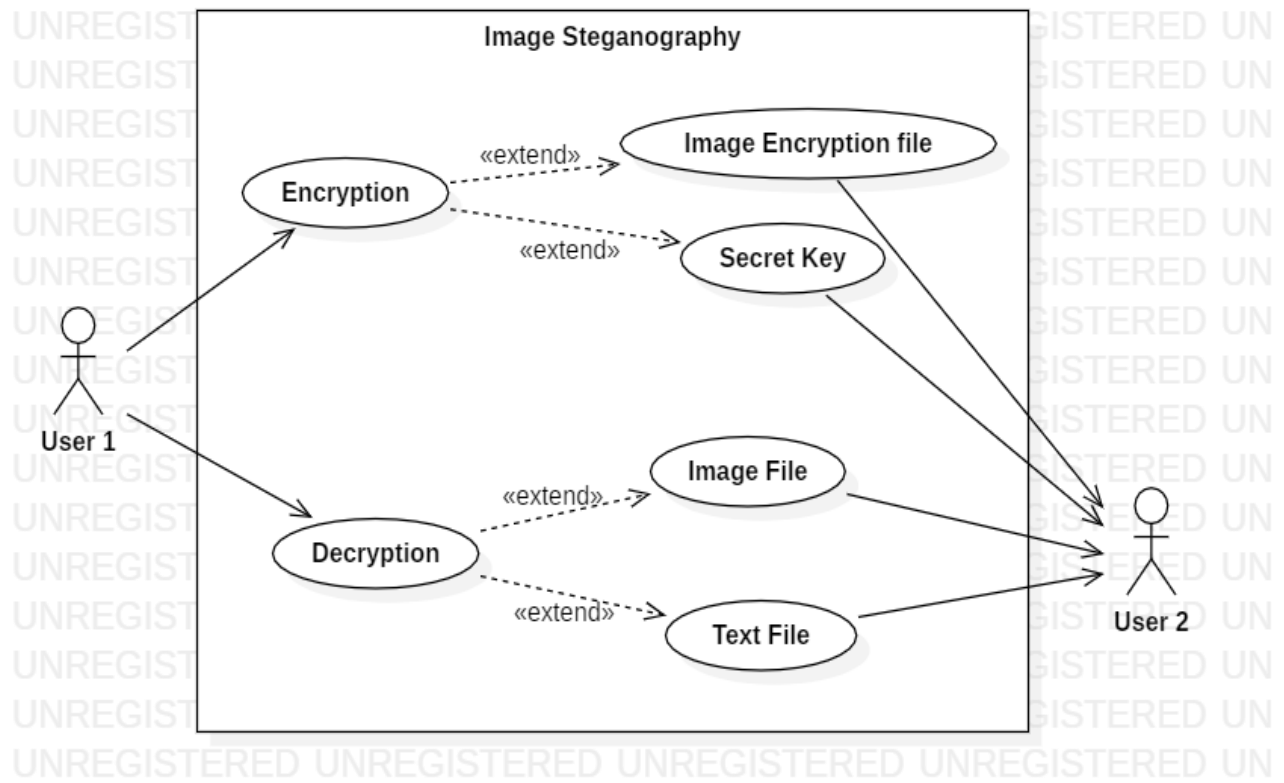 Image Steganography
Image Encryption file
«extend»
Encryption
Secret Key
«extend»
User 1
Image File
«extend»
Decryption
«extend»
Text File
User 2
UNREGISTERED UNREGISTERED UNREGISTERED UNREGISTERED UN